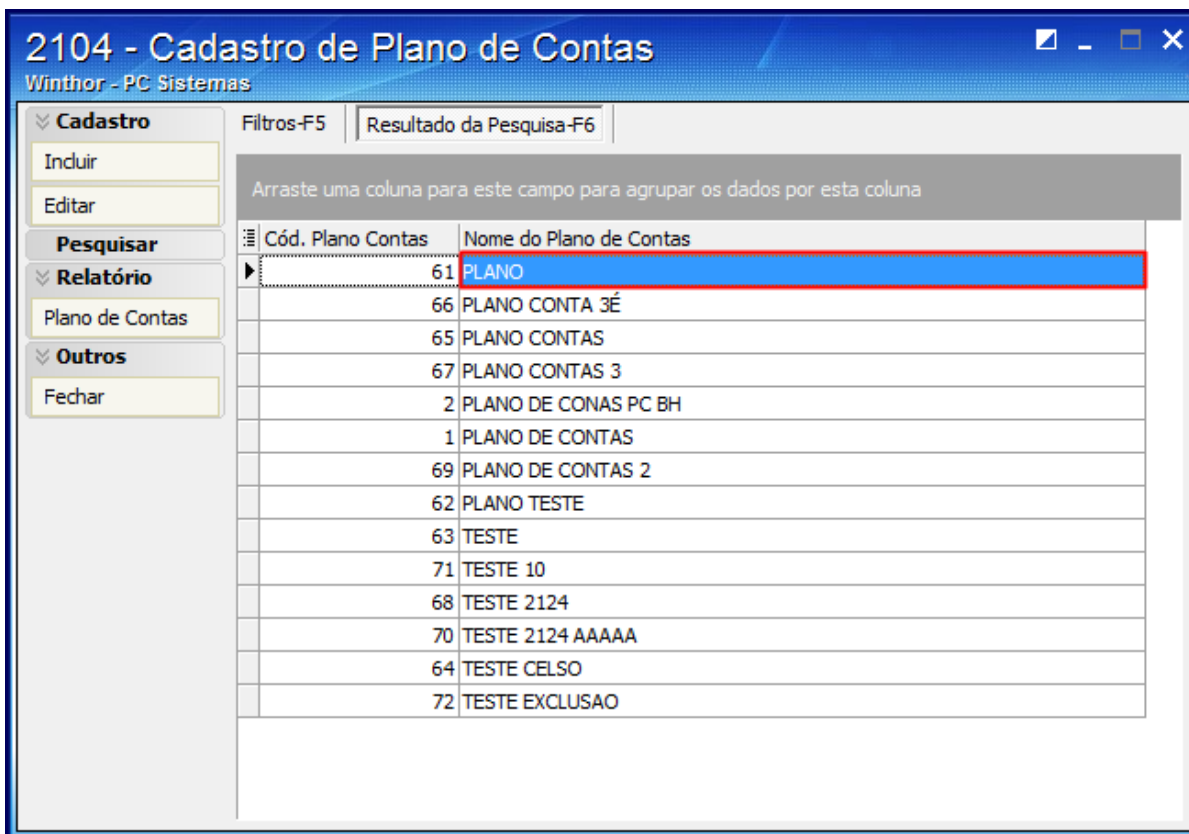 2104 - Cadastro de Plano de Contas
Winthor - PC Sistemas
Cadastro
Incluir
Editar
Pesquisar
Relatório
Plano de Contas
Outros
Fechar
Filtros-F5 Resultado da Pesquisa-F6
Arraste uma coluna para este campo para agrupar os dados por esta coluna
Cód. Plano Contas Nome do Plano de Contas
61 PLANO
66 PLANO CONTA 3É
65 PLANO CONTAS
67 PLANO CONTAS 3
2 PLANO DE CONAS PC BH
1 PLANO DE CONTAS
69 PLANO DE CONTAS 2
62 PLANO TESTE
63 TESTE
71 TESTE 10
68 TESTE 2124
70 TESTE 2124 AAAAA
64 TESTE CELSO
72 TESTE EXCLUSAO